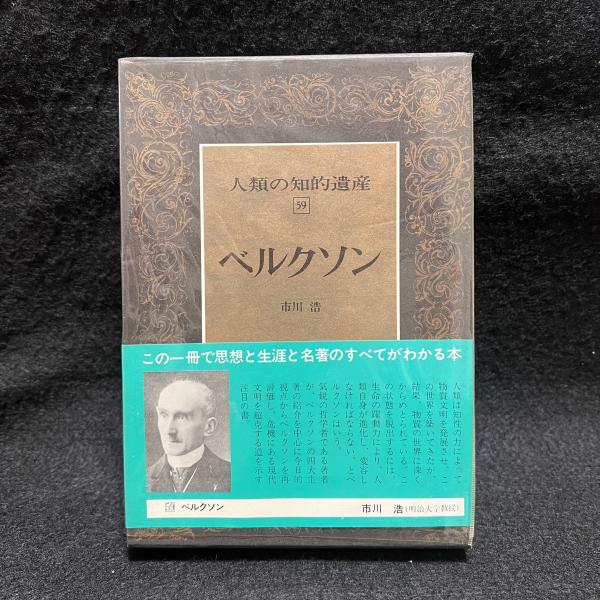 人類の知的遺産
59
ベルクソン
市川 浩
この一冊で思想と生涯と名著のすべてがわかる本
人類は知性の力によって
物質文明を発展させ、こ
の世界を築いてきたが、
結果、物質の世界に深く
からめとられている。こ
の状態を脱出するには、
生命の躍動力により、人
類自身が進化し、変容し
なければならない、とベ
ルクソンはいう。
気鋭の哲学者である著者
が、ベルクソンの四大主
著の紹介を中心に今日的
視点からベルクソンを再
評価し、危機にある現代
文明を超克する道を示す
注目の書
59 ベルクソン
市川 浩(明治大学教授)